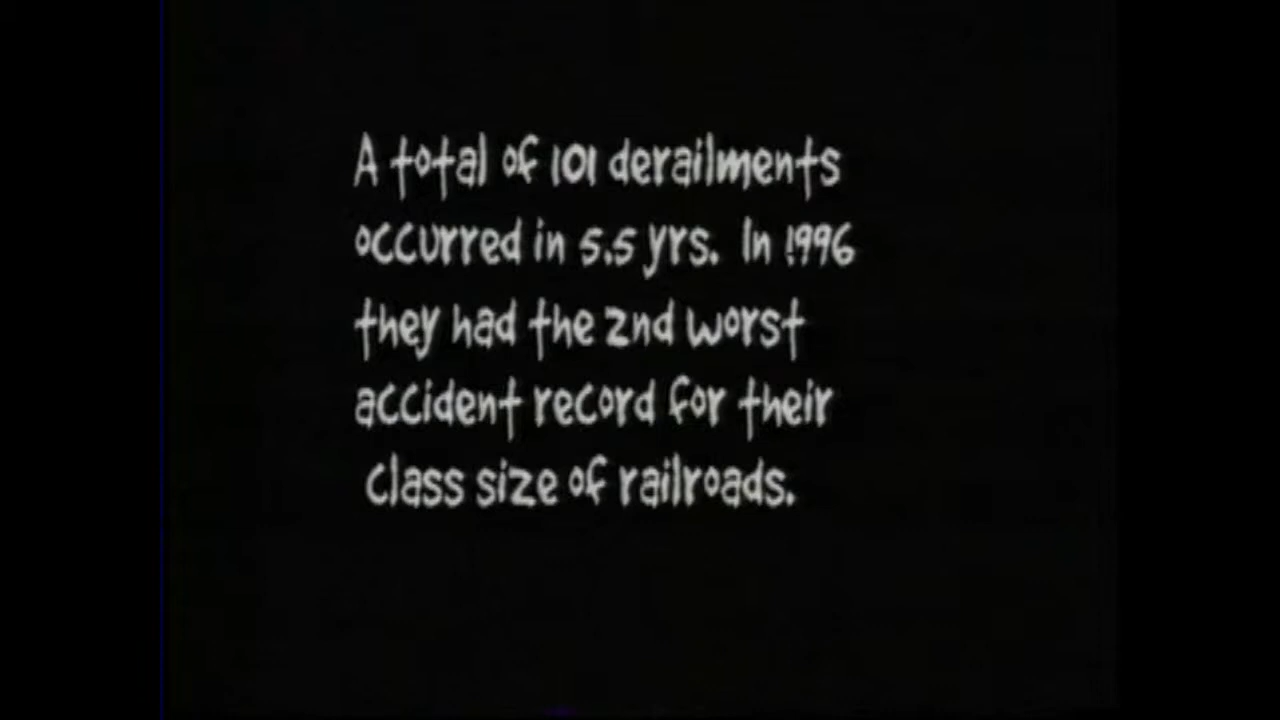 A total of 101 derailments
occurred in 5.5 yrs. In 1996
they had the 2nd worst
accident record for their
class size of railroads.